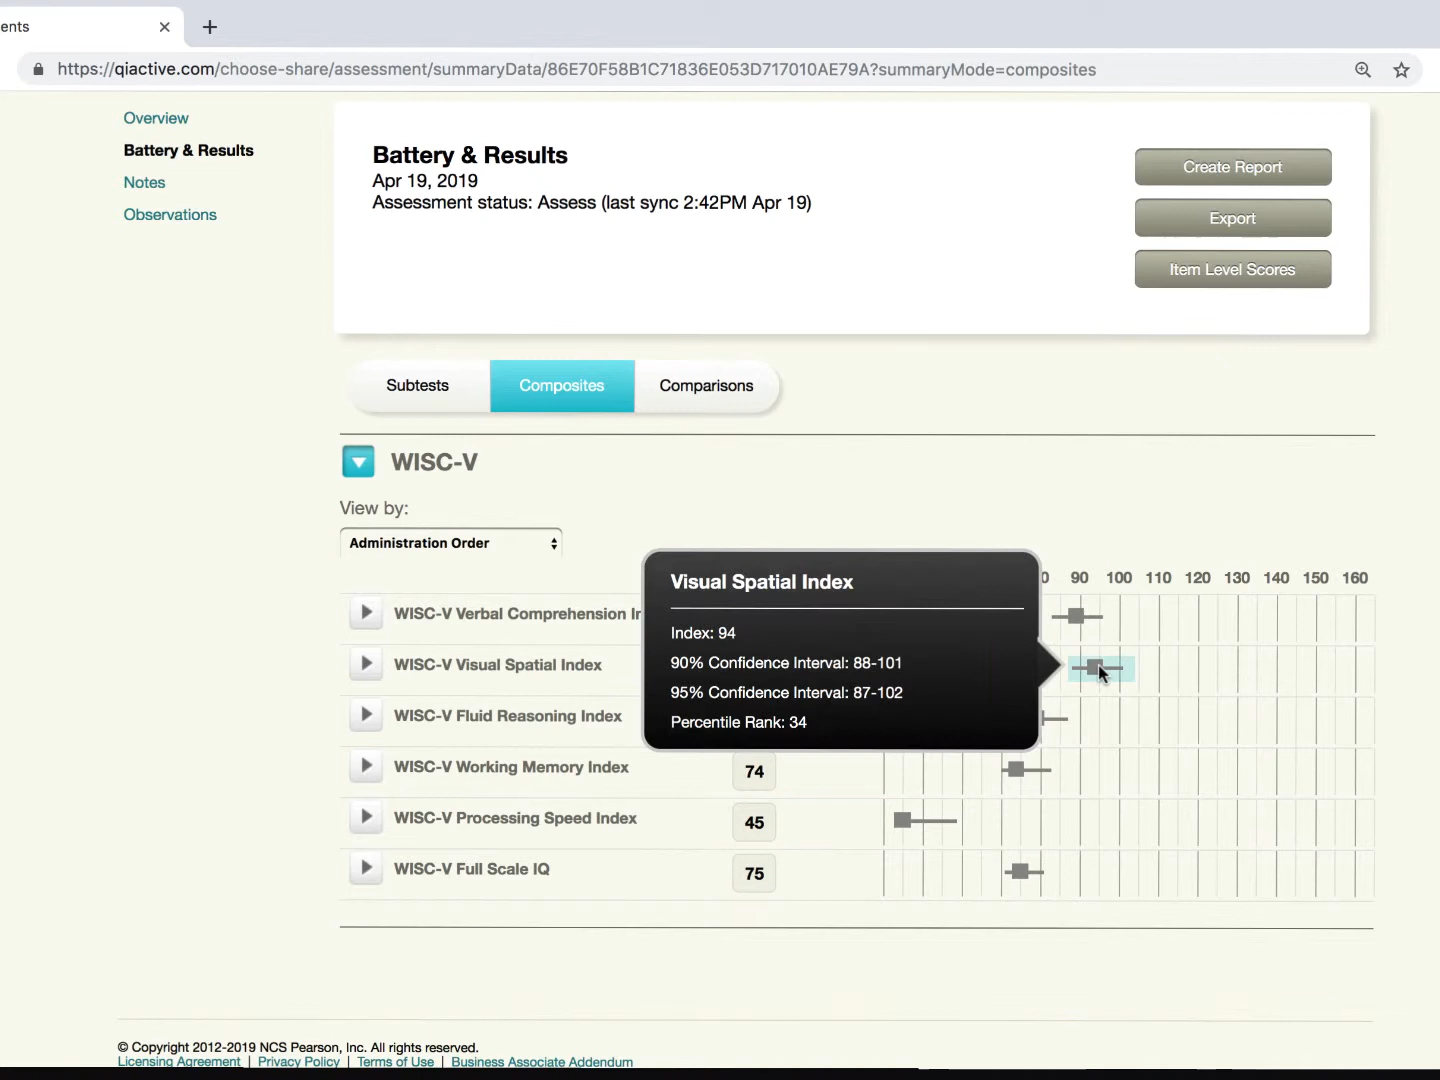 ents
https://qiactive.com/choose-share/assessment/summaryData/86E70F58B1C71836E053D717010AE79A?summaryMode=composites
Overview
Battery & Results
Notes
Observations
Battery & Results
Apr 19, 2019
Assessment status: Assess (last sync 2:42PM Apr 19)
Create Report
Export
Item Level Scores
Subtests Composites Comparisons
WISC-V
View by:
Administration Order
0 90 100 110 120 130 140 150 160
WISC-V Verbal Comprehension In
WISC-V Visual Spatial Index
WISC-V Fluid Reasoning Index
WISC-V Working Memory Index 74
WISC-V Processing Speed Index 45
WISC-V Full Scale IQ 75
Visual Spatial Index
Index: 94
90% Confidence Interval: 88-101
95% Confidence Interval: 87-102
Percentile Rank: 34
© Copyright 2012-2019 NCS Pearson, Inc. All rights reserved.
Licensing Agreement | Privacy Policy | Terms of Use | Business Associate Addendum